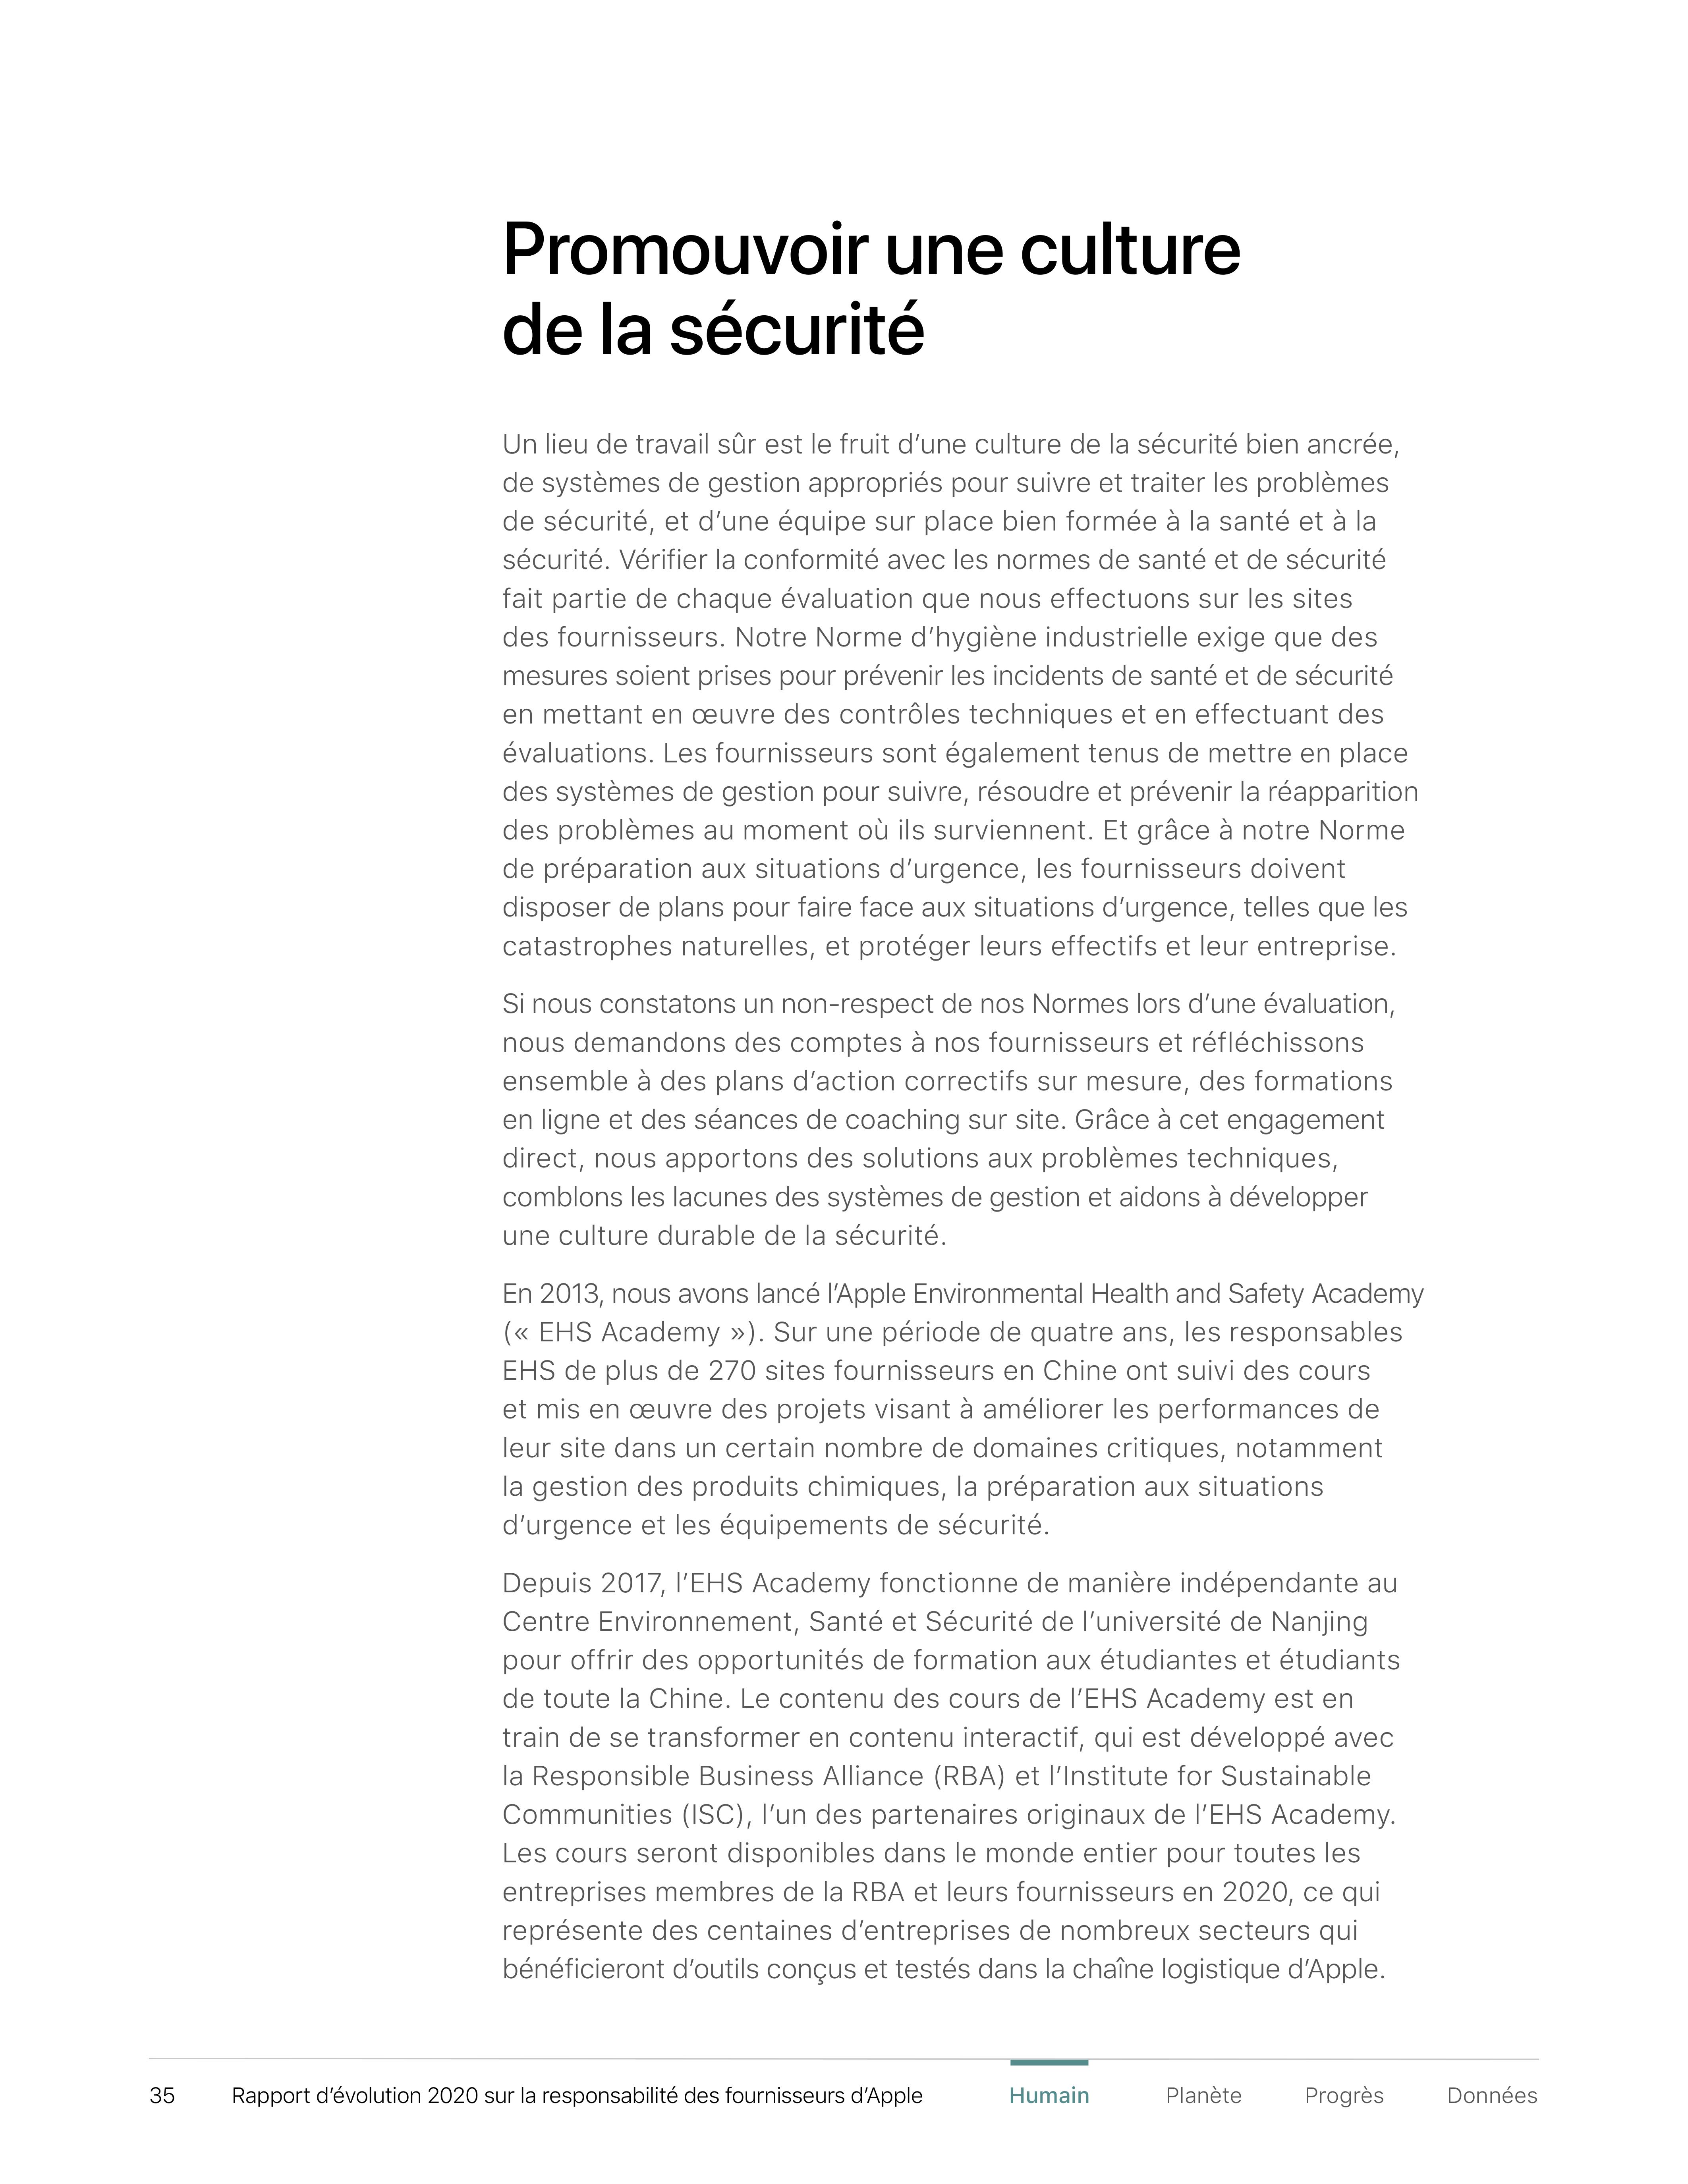 Promouvoir une culture
de la sécurité
Un lieu de travail sûr est le fruit d’une culture de la sécurité bien ancrée,
de systèmes de gestion appropriés pour suivre et traiter les problèmes
de sécurité, et d’une équipe sur place bien formée à la santé et à la
sécurité. Vérifier la conformité avec les normes de santé et de sécurité
fait partie de chaque évaluation que nous effectuons sur les sites
des fournisseurs. Notre Norme d’hygiène industrielle exige que des
mesures soient prises pour prévenir les incidents de santé et de sécurité
en mettant en œuvre des contrôles techniques et en effectuant des
évaluations. Les fournisseurs sont également tenus de mettre en place
des systèmes de gestion pour suivre, résoudre et prévenir la réapparition
des problèmes au moment où ils surviennent. Et grâce à notre Norme
de préparation aux situations d’urgence, les fournisseurs doivent
disposer de plans pour faire face aux situations d’urgence, telles que les
catastrophes naturelles, et protéger leurs effectifs et leur entreprise.
Si nous constatons un non-respect de nos Normes lors d’une évaluation,
nous demandons des comptes à nos fournisseurs et réfléchissons
ensemble à des plans d’action correctifs sur mesure, des formations
en ligne et des séances de coaching sur site. Grâce à cet engagement
direct, nous apportons des solutions aux problèmes techniques,
comblons les lacunes des systèmes de gestion et aidons à développer
une culture durable de la sécurité.
En 2013, nous avons lancé l’Apple Environmental Health and Safety Academy
(« EHS Academy »). Sur une période de quatre ans, les responsables
EHS de plus de 270 sites fournisseurs en Chine ont suivi des cours
et mis en œuvre des projets visant à améliorer les performances de
leur site dans un certain nombre de domaines critiques, notamment
la gestion des produits chimiques, la préparation aux situations
d’urgence et les équipements de sécurité.
Depuis 2017, l’EHS Academy fonctionne de manière indépendante au
Centre Environnement, Santé et Sécurité de l’université de Nanjing
pour offrir des opportunités de formation aux étudiantes et étudiants
de toute la Chine. Le contenu des cours de l’EHS Academy est en
train de se transformer en contenu interactif, qui est développé avec
la Responsible Business Alliance (RBA) et l’Institute for Sustainable
Communities (ISC), l’un des partenaires originaux de l’EHS Academy.
Les cours seront disponibles dans le monde entier pour toutes les
entreprises membres de la RBA et leurs fournisseurs en 2020, ce qui
représente des centaines d’entreprises de nombreux secteurs qui
bénéficieront d’outils conçus et testés dans la chaîne logistique d’Apple.
35 Rapport d’évolution 2020 sur la responsabilité des fournisseurs d’Apple Humain Planète Progrès Données